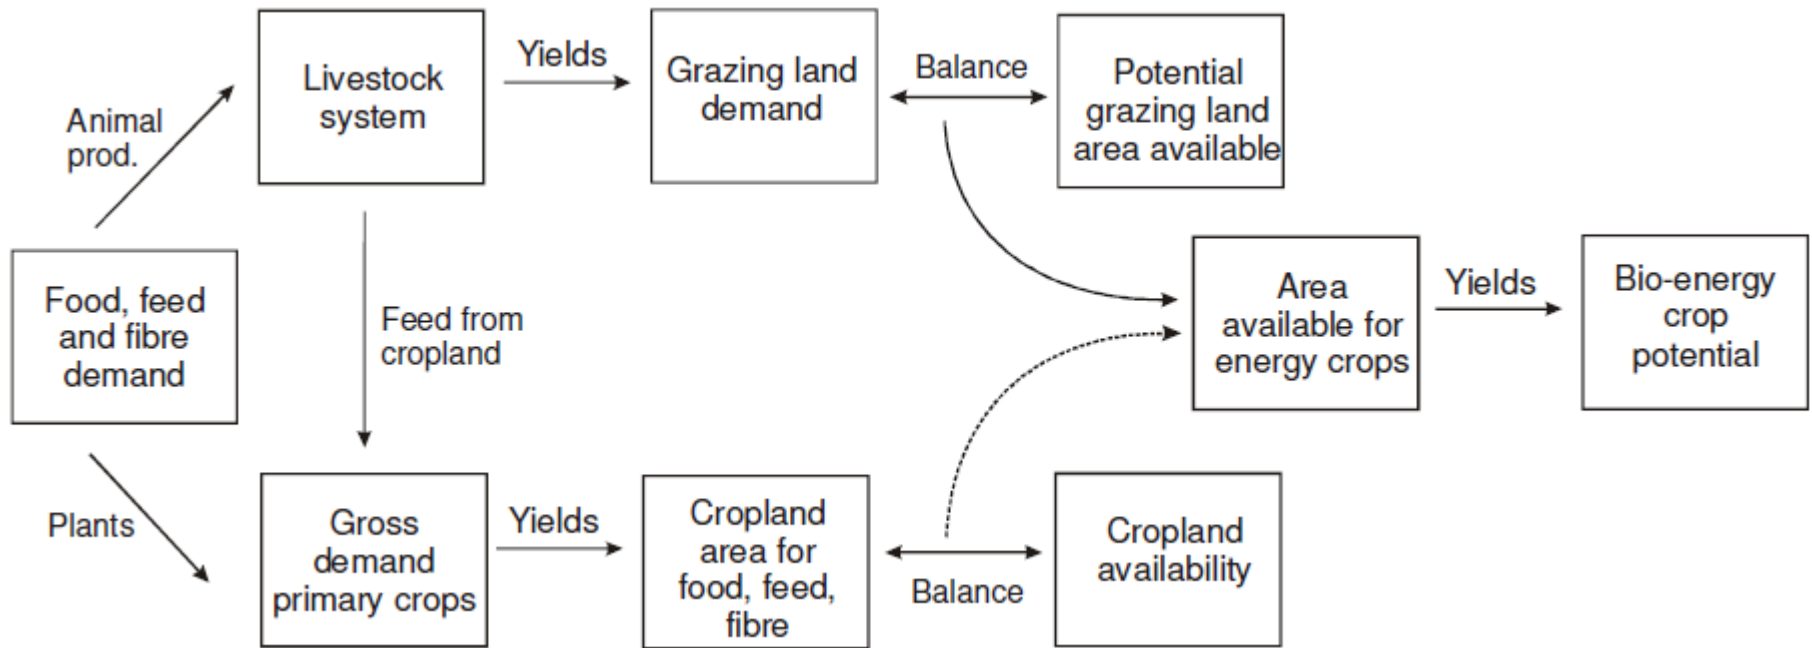 Livestock
system
Yields
Grazing land
demand
Balance
Potential
grazing land
area available
Animal
prod.
Food, feed
and fibre
demand
Feed from
cropland
Area
available for
energy crops
Yields
Bio-energy
crop
potential
Plants
Gross
demand
primary crops
Yields
Cropland
area for
food, feed,
fibre
Balance
Cropland
availability